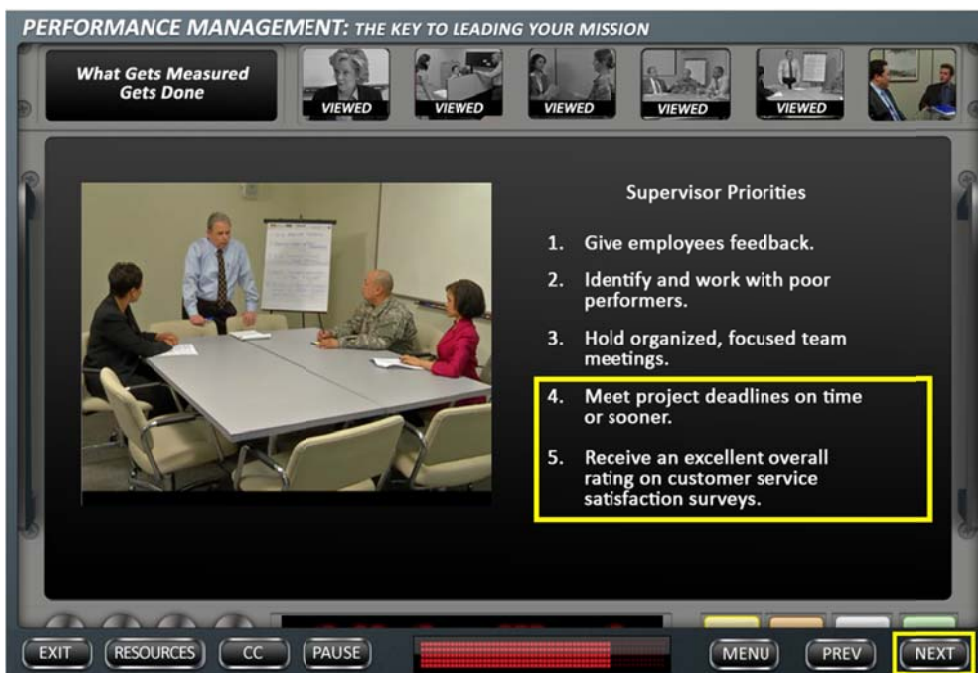 PERFORMANCE MANAGEMENT: THE KEY TO LEADING YOUR MISSION
What Gets Measured
Gets Done
VIEWED
VIEWED
VIEWED
VIEWED
VIEWED
Supervisor Priorities
1. Give employees feedback.
2. Identify and work with poor
performers.
3. Hold organized, focused team
meetings.
4. Meet project deadlines on time
or sooner.
5. Receive an excellent overall
rating on customer service
satisfaction surveys.
EXIT
RESOURCES
CC
PAUSE
MENU
PREV
NEXT